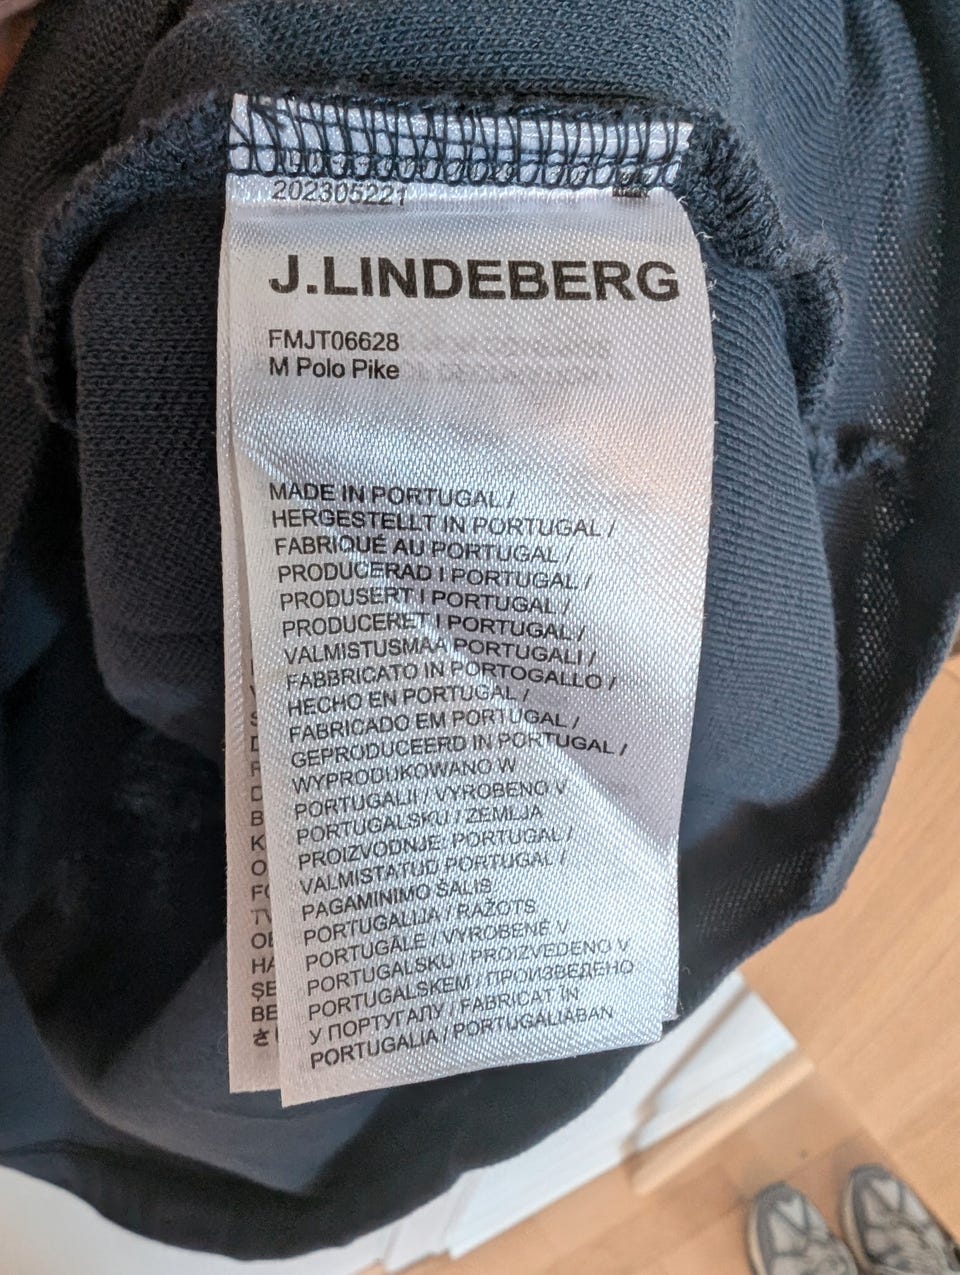 202305221
J.LINDEBERG
FMJT06628
M Polo Pike
MADE IN PORTUGAL /
HERGESTELLT IN PORTUGAL /
FABRIQUÉ AU PORTUGAL /
PRODUCERAD I PORTUGAL /
PRODUSERT I PORTUGAL /
PRODUCERET I PORTUGAL /
VALMISTUSMAA PORTUGALI /
FABBRICATO IN PORTOGALLO /
HECHO EN PORTUGAL /
FABRICADO EM PORTUGAL /
GEPRODUCEERD IN PORTUGAL /
WYPRODUKOWANO W
PORTUGALII / VYROBENO V
PORTUGALSKU / ZEMLJA
PROIZVODNJE: PORTUGAL /
VALMISTATUD PORTUGAL /
PAGAMINIMO ŠALIS
PORTUGALIJA / RAŽOTS
PORTUGĀLE / VYROBENÉ V
PORTUGALSKU / PROIZVEDENO V
PORTUGALSKEM / ПРОИЗВЕДЕНО
У ПОРТУГАЛУ / FABRICAT ÎN
PORTUGALIA / PORTUGALIABAN